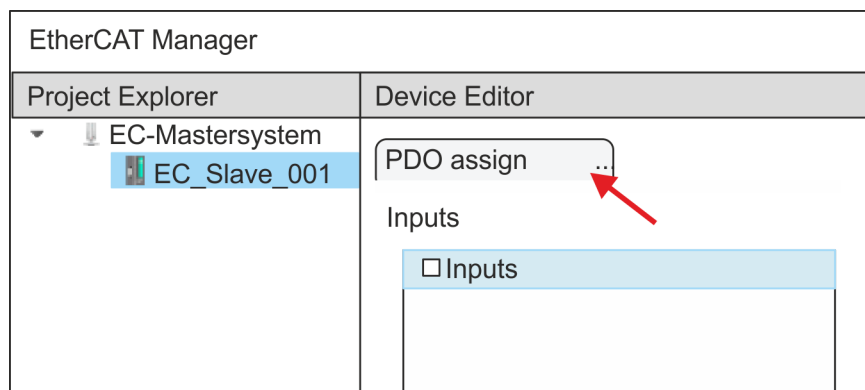 EtherCAT Manager
Project Explorer
Device Editor
EC-Mastersystem
EC_Slave_001
PDO assign ...
Inputs
Inputs